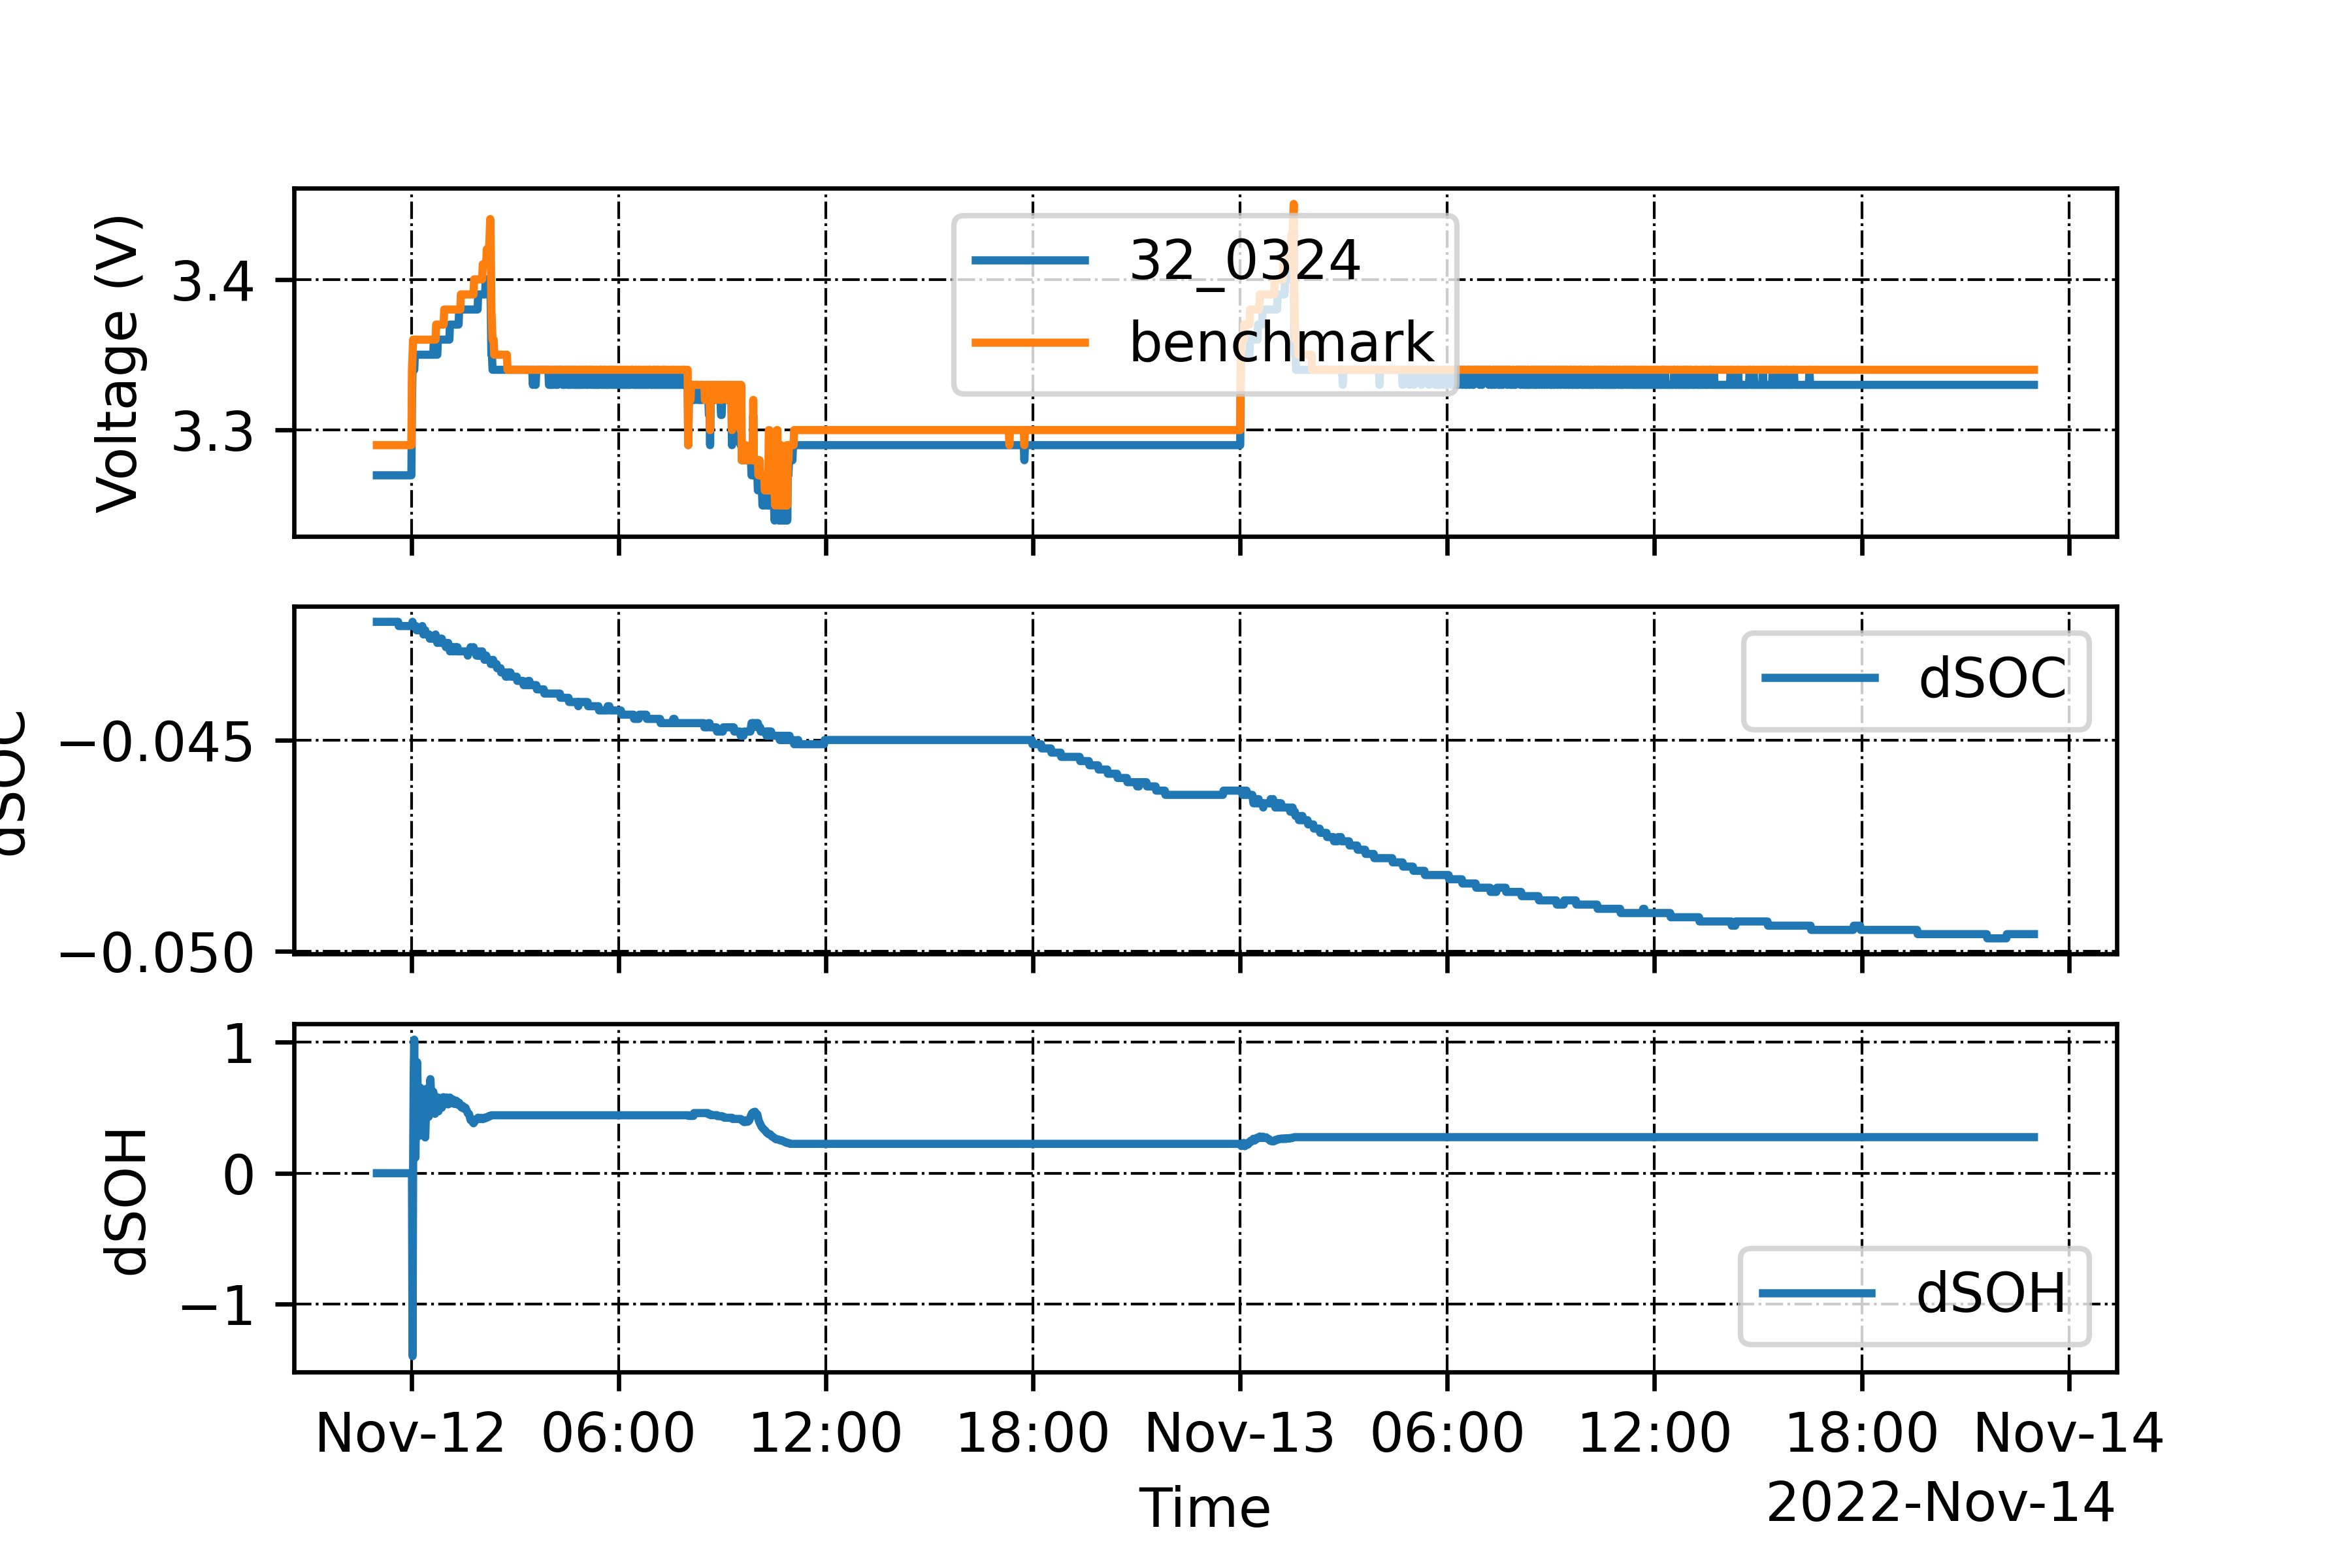 Voltage (V)
3.4
3.3
32_0324
benchmark
dSOC
−0.045
−0.050
dSOC
dSOH
1
0
−1
dSOH
Nov-12 06:00 12:00 18:00 Nov-13 06:00 12:00 18:00 Nov-14
Time
2022-Nov-14